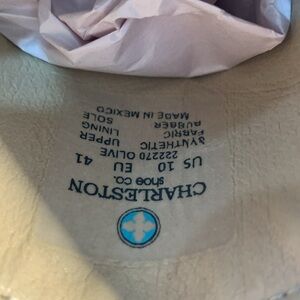 CHARLESTON
shoe co.
US 10 EU 41
222270 OLIVE
SYNTHETIC UPPER
FABRIC LINING
RUBBER SOLE
MADE IN MEXICO